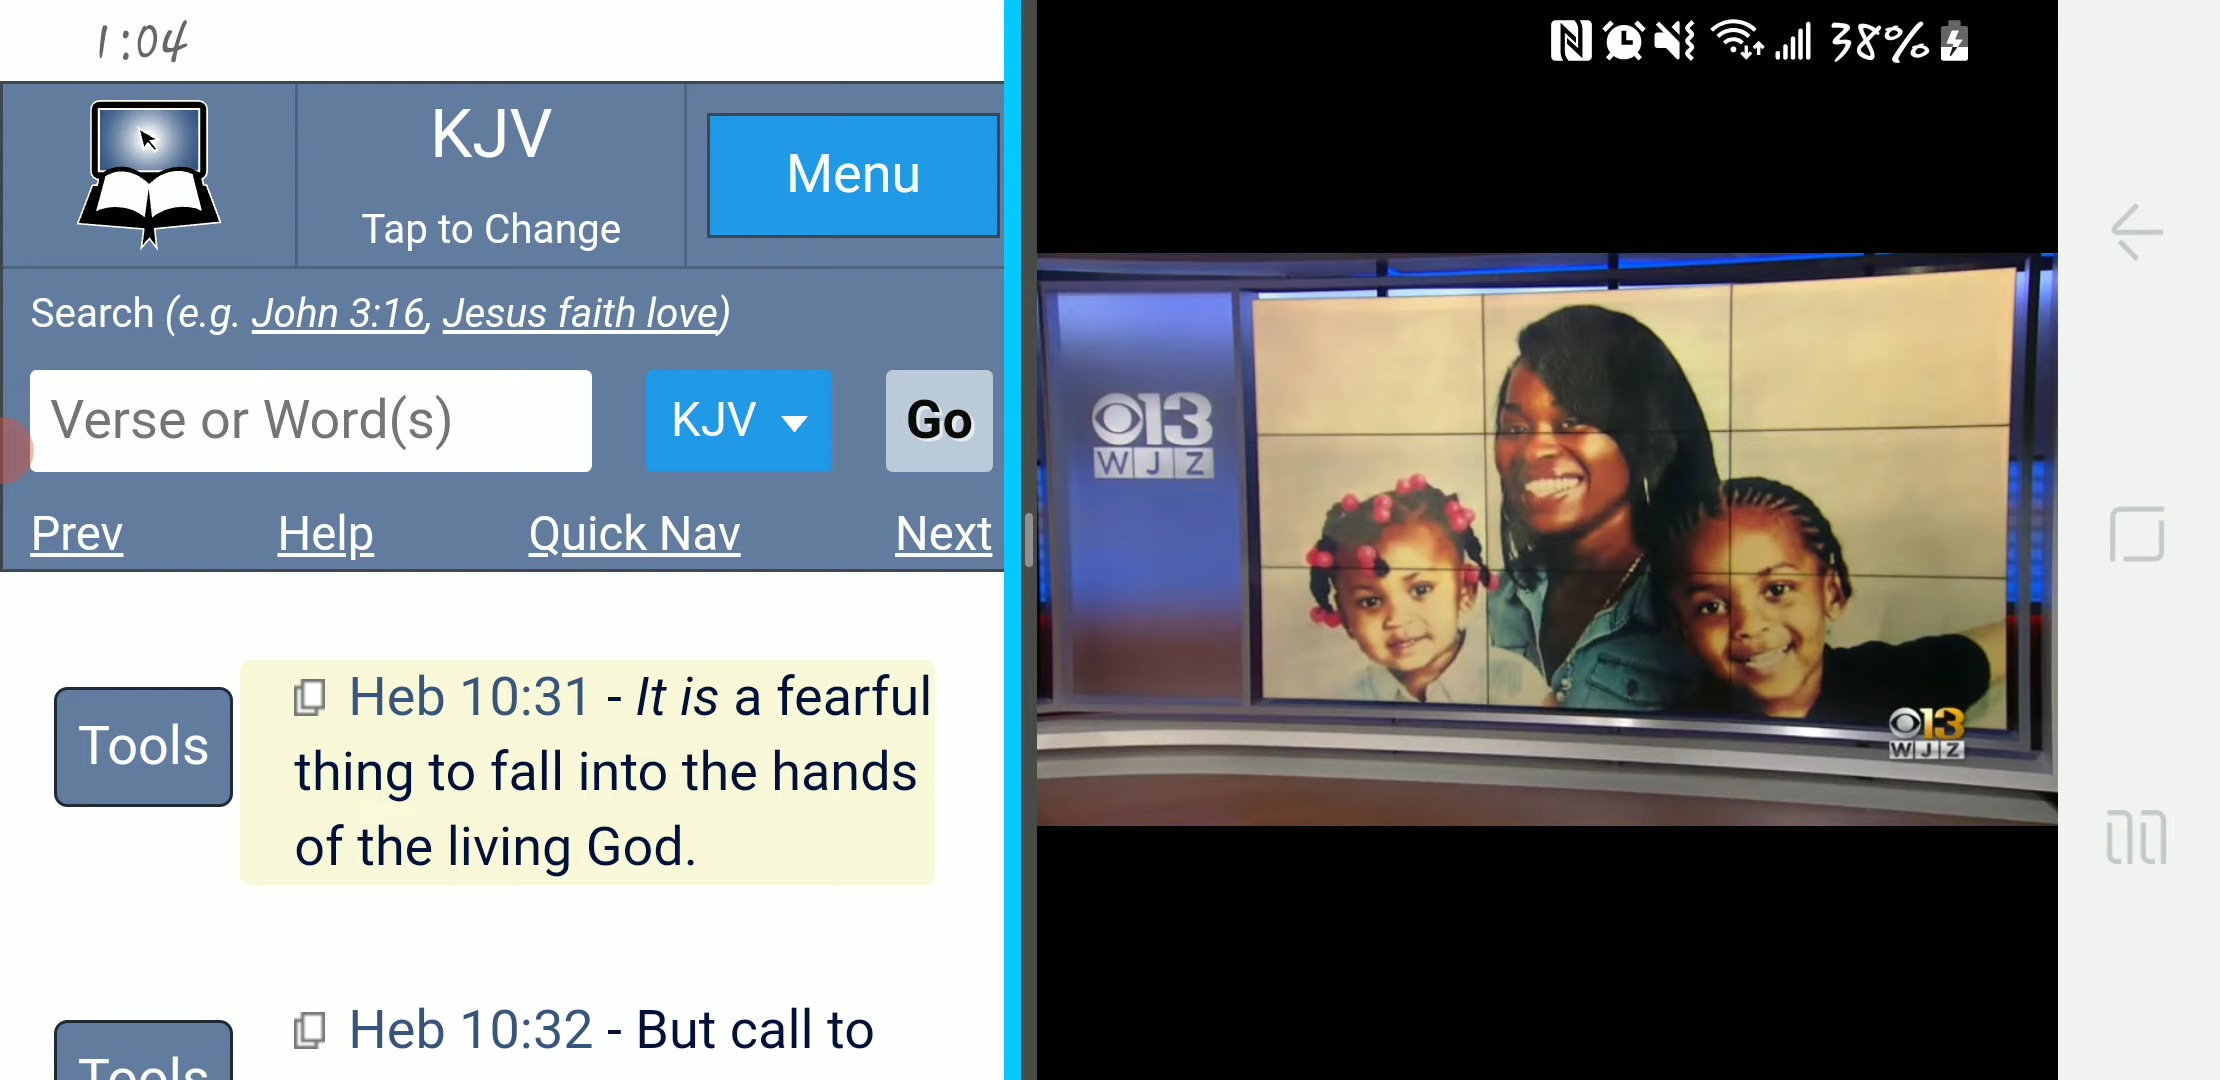 1:04
38%
KJV
Tap to Change
Menu
Search (e.g. John 3:16, Jesus faith love)
Verse or Word(s)
KJV
Go
Prev
Help
Quick Nav
Next
Tools
Heb 10:31 - It is a fearful
thing to fall into the hands
of the living God.
Tools
Heb 10:32 - But call to
13
WJZ
13
WJZ